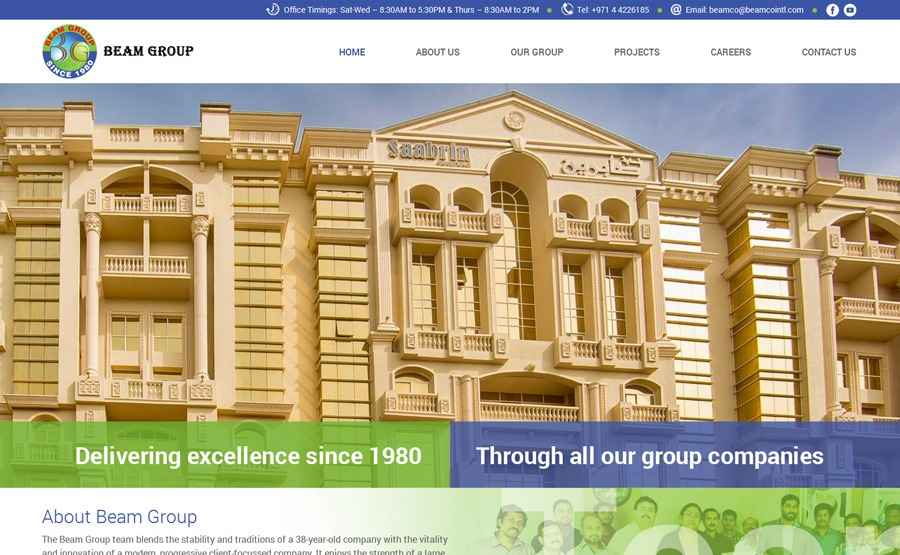 Office Timings: Sat-Wed – 8:30AM to 5:30PM & Thurs – 8:30AM to 2PM
Tel: +971 4 4226185
Email: beamco@beamcointl.com
BEAM GROUP
SINCE 1980
BEAM GROUP
HOME
ABOUT US
OUR GROUP
PROJECTS
CAREERS
CONTACT US
Saabrin
صابرين
Delivering excellence since 1980
Through all our group companies
About Beam Group
The Beam Group team blends the stability and traditions of a 38-year-old company with the vitality
and innovation of a modern, progressive client-focussed company. It enjoys the strength of a large